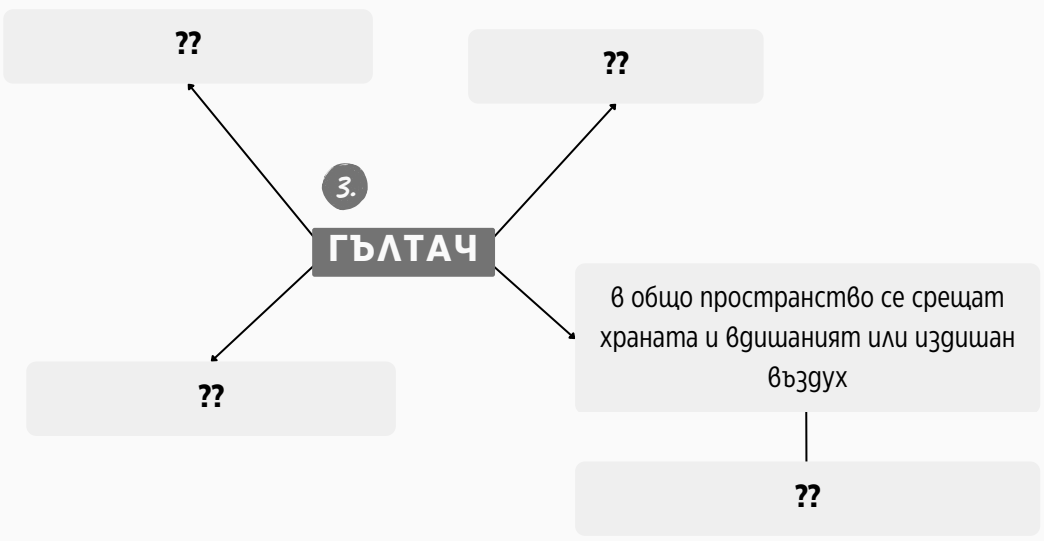 ??
??
3.
ГЪЛТАЧ
в общо пространство се срещат
храната и вдишаният или издишан
въздух
??
??